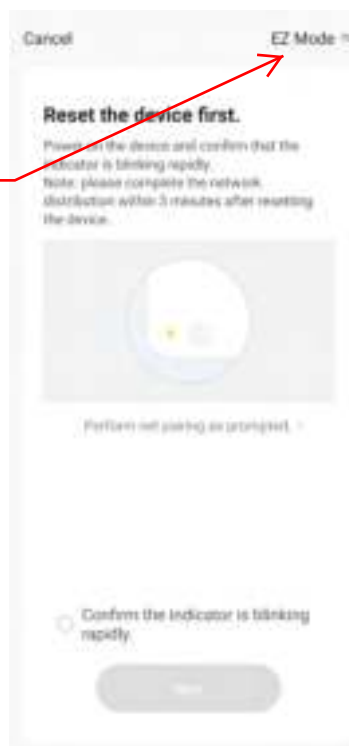 Cancel
EZ Mode
Reset the device first.
Power on the device and confirm that the
indicator is blinking rapidly.
Note: please complete the network
distribution within 3 minutes after resetting
the device.
Perform net pairing as prompted.
Confirm the indicator is blinking
rapidly
Next